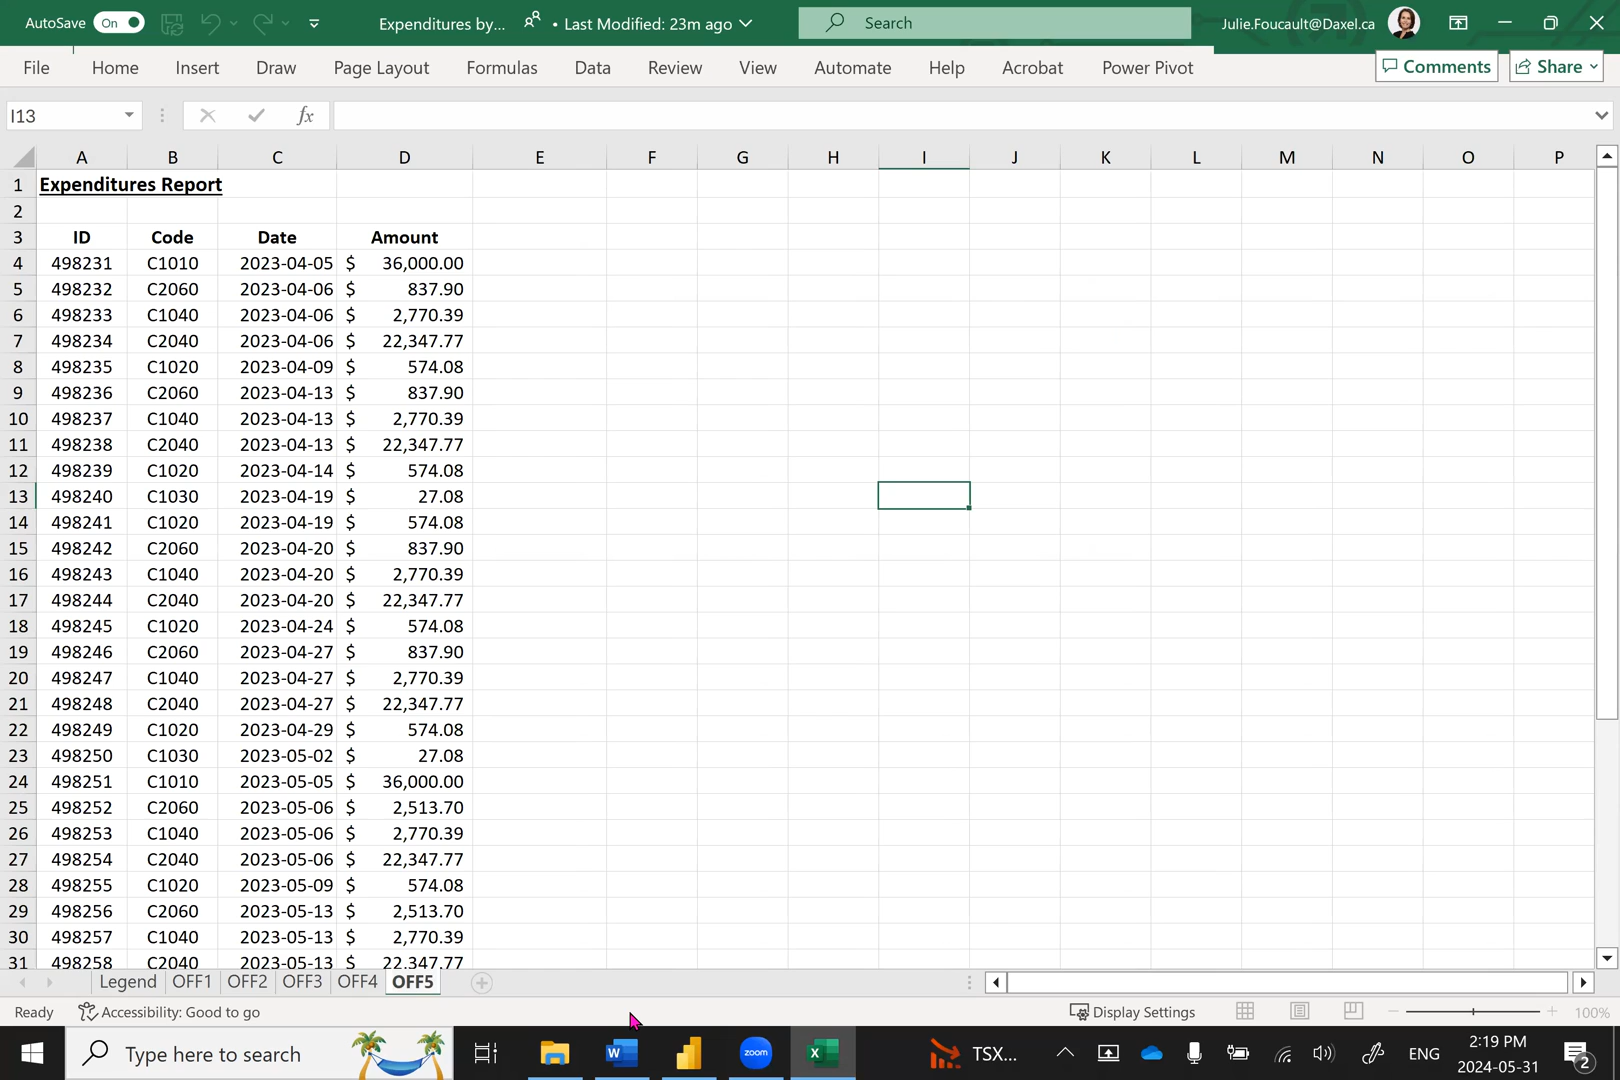 AutoSave On Expenditures by... • Last Modified: 23m ago Search Julie.Foucault@Daxel.ca
File Home Insert Draw Page Layout Formulas Data Review View Automate Help Acrobat Power Pivot Comments Share
I13 fx
A B C D E F G H I J K L M N O P
1 Expenditures Report
2
3 ID Code Date Amount
4 498231 C1010 2023-04-05 $ 36,000.00
5 498232 C2060 2023-04-06 $ 837.90
6 498233 C1040 2023-04-06 $ 2,770.39
7 498234 C2040 2023-04-06 $ 22,347.77
8 498235 C1020 2023-04-09 $ 574.08
9 498236 C2060 2023-04-13 $ 837.90
10 498237 C1040 2023-04-13 $ 2,770.39
11 498238 C2040 2023-04-13 $ 22,347.77
12 498239 C1020 2023-04-14 $ 574.08
13 498240 C1030 2023-04-19 $ 27.08
14 498241 C1020 2023-04-19 $ 574.08
15 498242 C2060 2023-04-20 $ 837.90
16 498243 C1040 2023-04-20 $ 2,770.39
17 498244 C2040 2023-04-20 $ 22,347.77
18 498245 C1020 2023-04-24 $ 574.08
19 498246 C2060 2023-04-27 $ 837.90
20 498247 C1040 2023-04-27 $ 2,770.39
21 498248 C2040 2023-04-27 $ 22,347.77
22 498249 C1020 2023-04-29 $ 574.08
23 498250 C1030 2023-05-02 $ 27.08
24 498251 C1010 2023-05-05 $ 36,000.00
25 498252 C2060 2023-05-06 $ 2,513.70
26 498253 C1040 2023-05-06 $ 2,770.39
27 498254 C2040 2023-05-06 $ 22,347.77
28 498255 C1020 2023-05-09 $ 574.08
29 498256 C2060 2023-05-13 $ 2,513.70
30 498257 C1040 2023-05-13 $ 2,770.39
31 498258 C2040 2023-05-13 $ 22,347.77
Legend OFF1 OFF2 OFF3 OFF4 OFF5
Ready Accessibility: Good to go Display Settings 100%
Type here to search W zoom X TSX... ENG 2:19 PM
2024-05-31 2